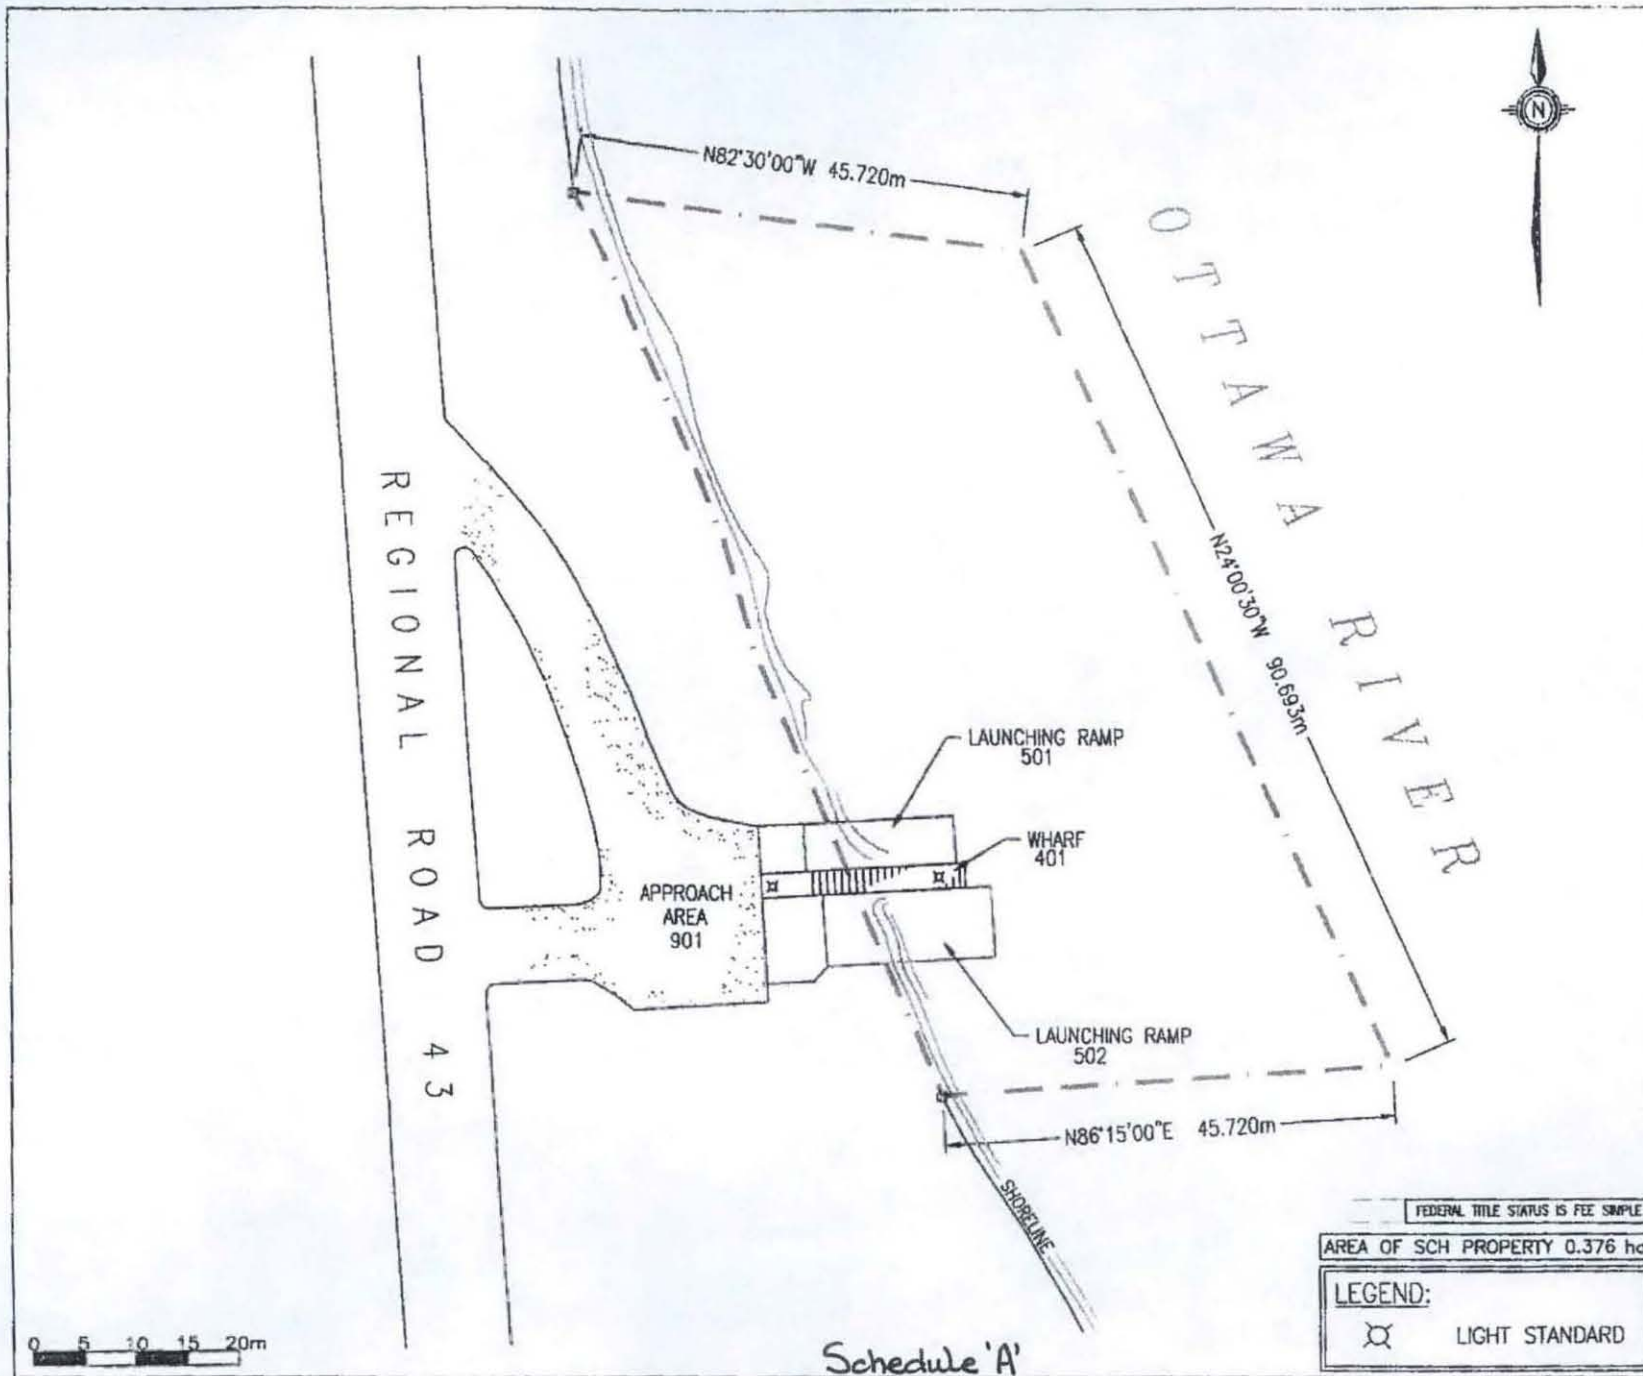 N
N82°30'00"W 45.720m
OTTAWA RIVER
N24°00'30"W 90.693m
REGIONAL ROAD 43
LAUNCHING RAMP
501
WHARF
401
APPROACH
AREA
901
LAUNCHING RAMP
502
N86°15'00"E 45.720m
SHORELINE
FEDERAL TITLE STATUS IS FEE SIMPLE
AREA OF SCH PROPERTY 0.376 ha
LEGEND:
LIGHT STANDARD
0 5 10 15 20m
Schedule 'A'